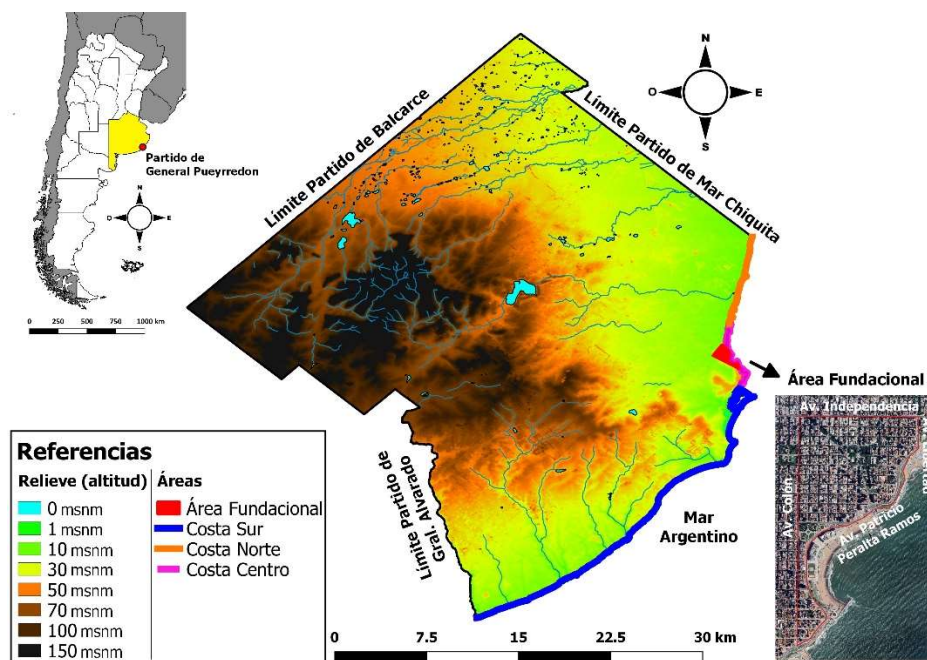 Partido de
General Pueyrredon
N
O
E
S
0 250 500 750 1000 km
Límite Partido de Balcarce
Límite Partido de Mar Chiquita
N
O
E
S
Área Fundacional
Av. Independencia
Av. Colón
Av. Patricio
Peralta Ramos
Límite Partido de
Gral. Alvarado
Mar
Argentino
Referencias
Relieve (altitud)
0 msnm
1 msnm
10 msnm
30 msnm
50 msnm
70 msnm
100 msnm
150 msnm
Áreas
Área Fundacional
Costa Sur
Costa Norte
Costa Centro
0 7.5 15 22.5 30 km